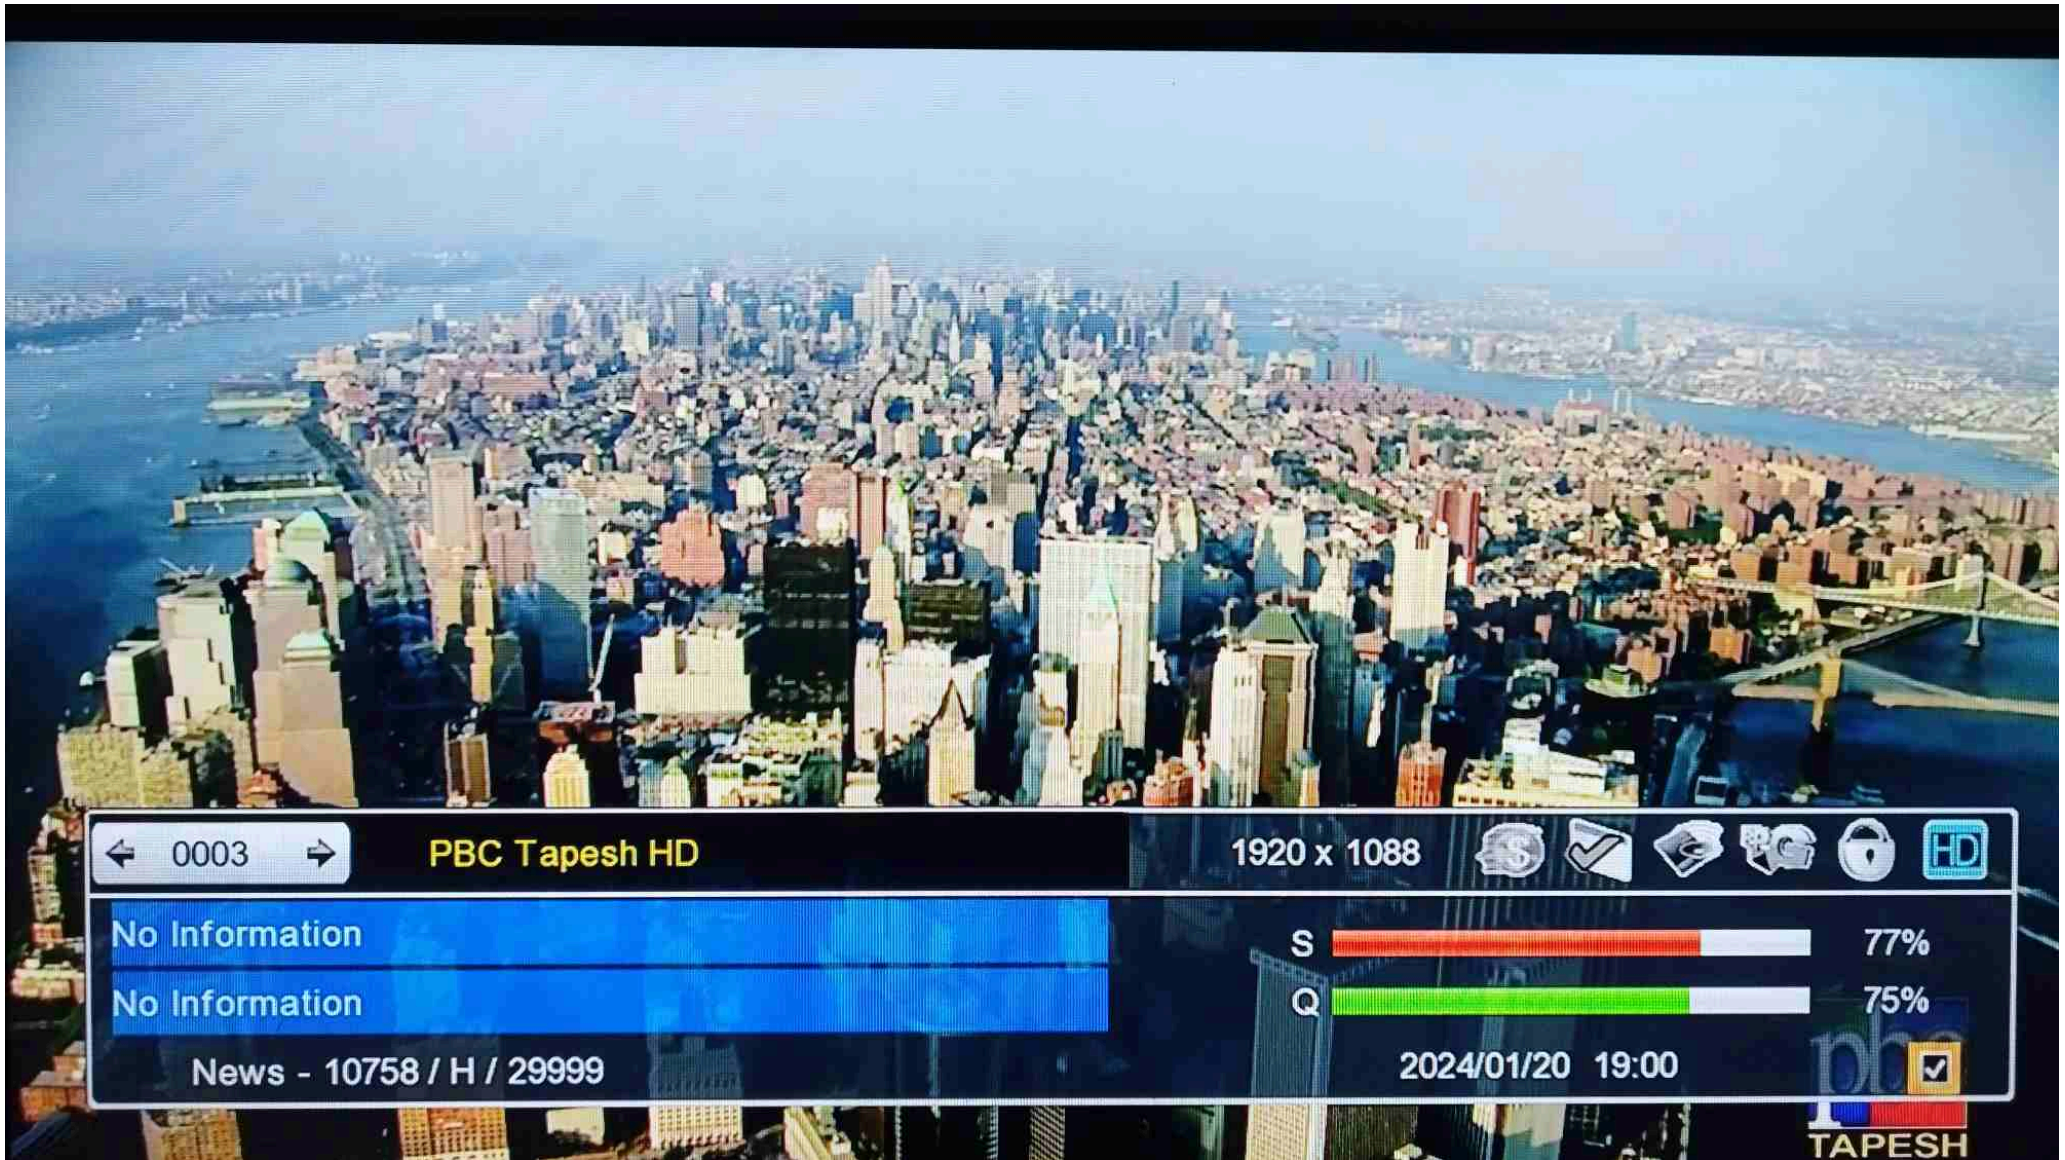 0003
PBC Tapesh HD
1920 x 1088
$
HD
No Information
S 77%
No Information
Q 75%
News - 10758 / H / 29999
2024/01/20 19:00
pbc
TAPESH